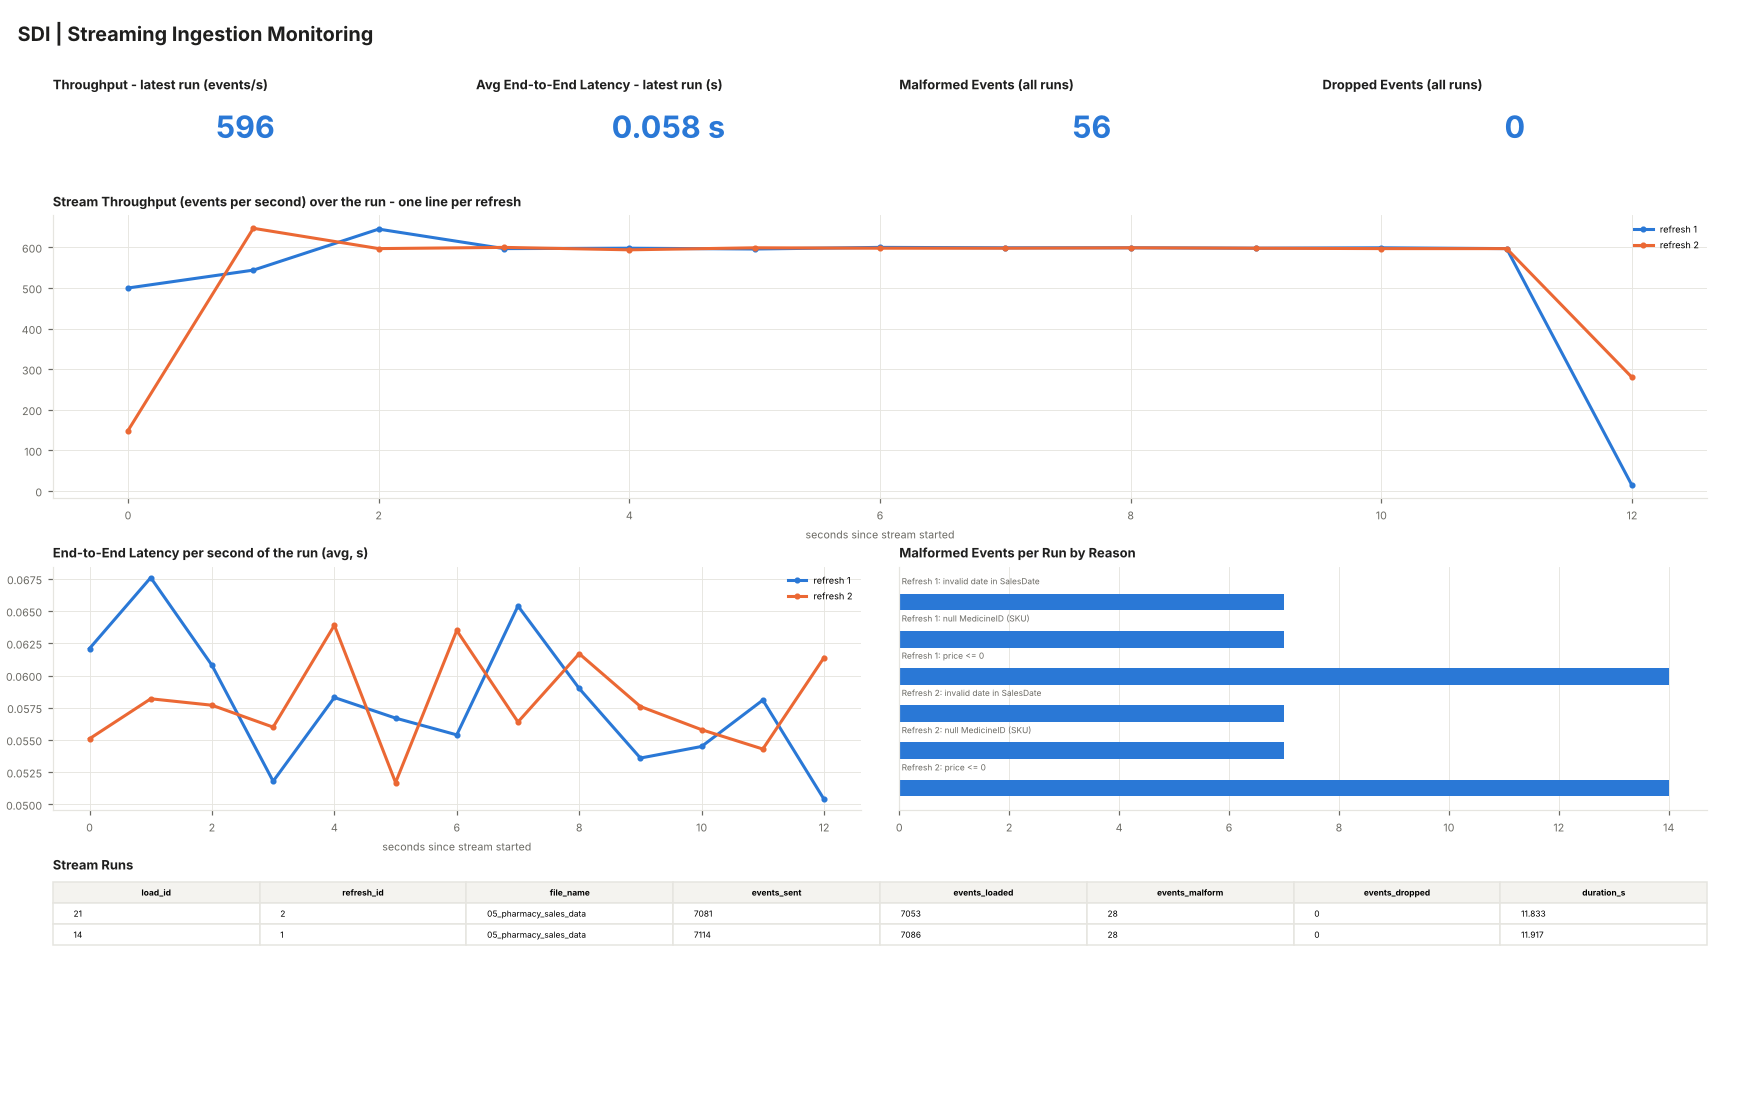 SDI | Streaming Ingestion Monitoring
Throughput - latest run (events/s)
Avg End-to-End Latency - latest run (s)
Malformed Events (all runs)
Dropped Events (all runs)
596
0.058 s
56
0
Stream Throughput (events per second) over the run - one line per refresh
600
500
400
300
200
100
0
refresh 1
refresh 2
0 2 4 6 8 10 12
seconds since stream started
End-to-End Latency per second of the run (avg, s)
0.0675
0.0650
0.0625
0.0600
0.0575
0.0550
0.0525
0.0500
refresh 1
refresh 2
0 2 4 6 8 10 12
seconds since stream started
Malformed Events per Run by Reason
Refresh 1: invalid date in SalesDate
Refresh 1: null MedicineID (SKU)
Refresh 1: price <= 0
Refresh 2: invalid date in SalesDate
Refresh 2: null MedicineID (SKU)
Refresh 2: price <= 0
0 2 4 6 8 10 12 14
Stream Runs
load_id refresh_id file_name events_sent events_loaded events_malform events_dropped duration_s
21 2 05_pharmacy_sales_data 7081 7053 28 0 11.833
14 1 05_pharmacy_sales_data 7114 7086 28 0 11.917